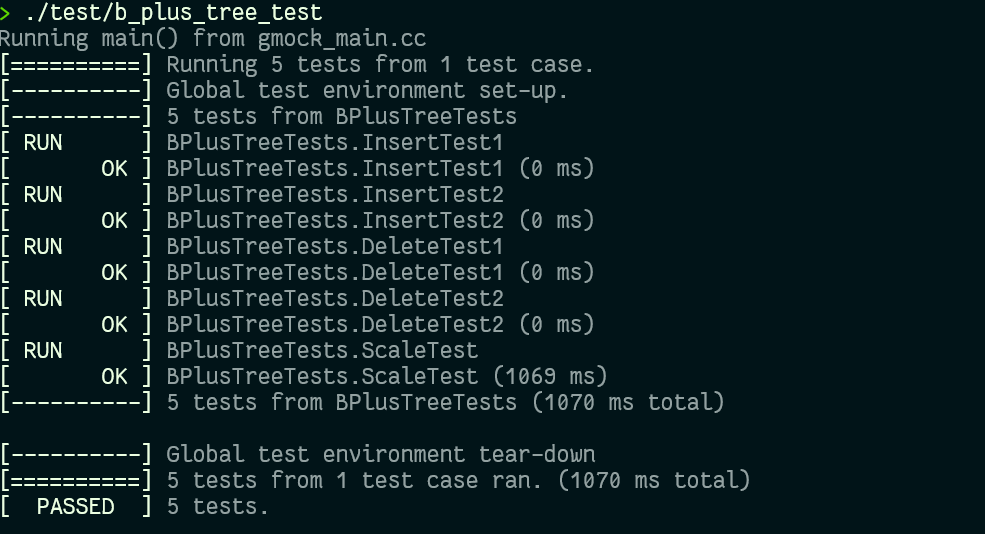 > ./test/b_plus_tree_test
Running main() from gmock_main.cc
[==========] Running 5 tests from 1 test case.
[----------] Global test environment set-up.
[----------] 5 tests from BPlusTreeTests
[ RUN      ] BPlusTreeTests.InsertTest1
[       OK ] BPlusTreeTests.InsertTest1 (0 ms)
[ RUN      ] BPlusTreeTests.InsertTest2
[       OK ] BPlusTreeTests.InsertTest2 (0 ms)
[ RUN      ] BPlusTreeTests.DeleteTest1
[       OK ] BPlusTreeTests.DeleteTest1 (0 ms)
[ RUN      ] BPlusTreeTests.DeleteTest2
[       OK ] BPlusTreeTests.DeleteTest2 (0 ms)
[ RUN      ] BPlusTreeTests.ScaleTest
[       OK ] BPlusTreeTests.ScaleTest (1069 ms)
[----------] 5 tests from BPlusTreeTests (1070 ms total)
[----------] Global test environment tear-down
[==========] 5 tests from 1 test case ran. (1070 ms total)
[  PASSED  ] 5 tests.